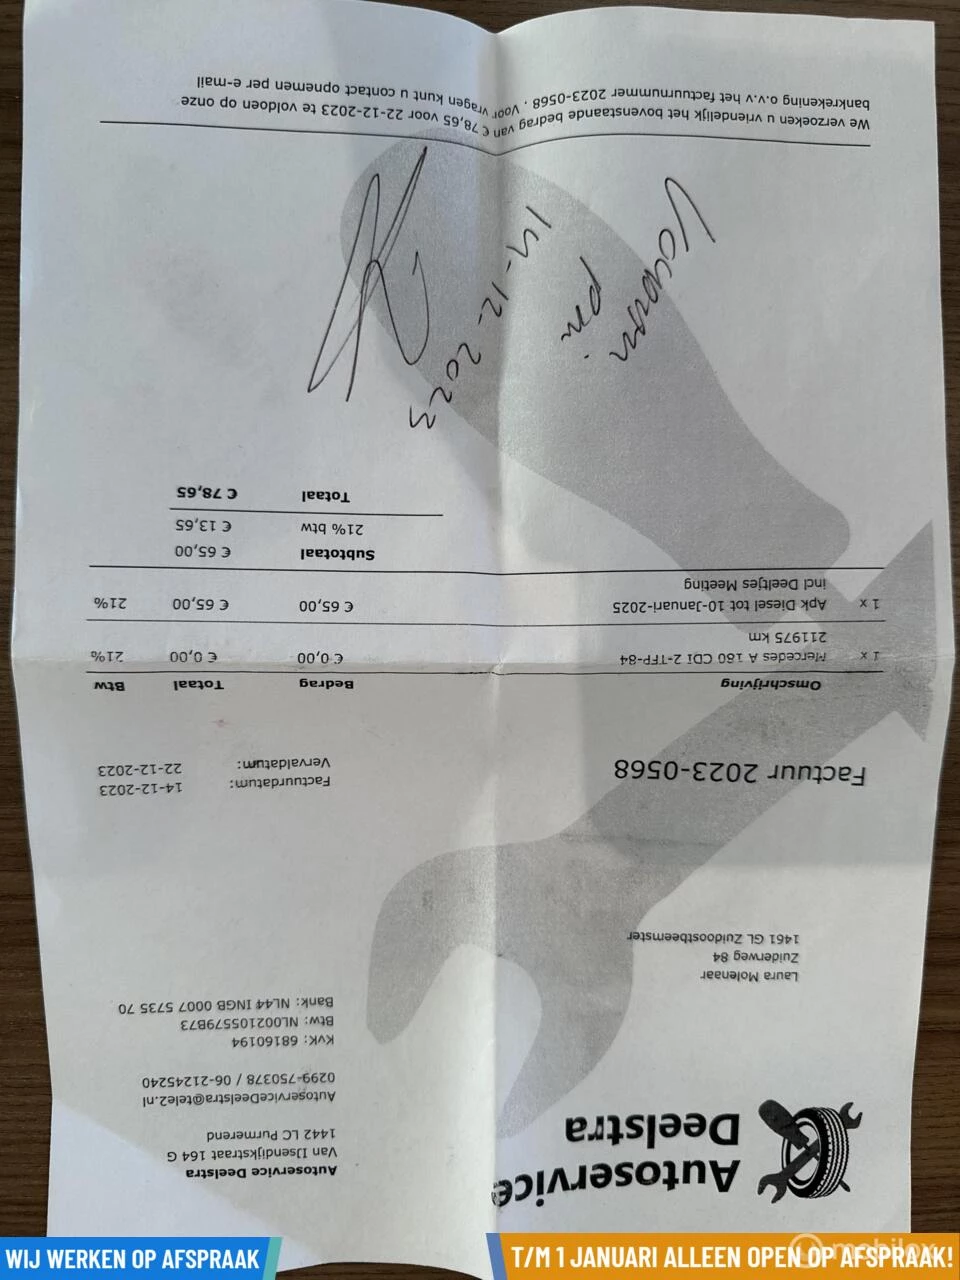 Autoservice
Deelstra
Autoservice Deelstra
Van IJsendijkstraat 164 G
1442 LC Purmerend
AutoserviceDeelstra@tele2.nl
0299-750378 / 06-21245240
KvK: 68160194
Btw: NL002105579B73
Bank: NL44 INGB 0007 5735 70
Laura Molenaar
Zuiderweg 84
1461 GL Zuidoostbeemster
Factuur 2023-0568
Factuurdatum: 14-12-2023
Vervaldatum: 22-12-2023
Omschrijving Bedrag Totaal Btw
1 x Mercedes A 180 CDI 2-TFP-84 € 0,00 € 0,00 21%
211975 km
1 x Apk Diesel tot 10-Januari-2025 € 65,00 € 65,00 21%
incl Deeltjes Meeting
Subtotaal € 65,00
21% btw € 13,65
Totaal € 78,65
pm.
14-12-2023
We verzoeken u vriendelijk het bovenstaande bedrag van € 78,65 voor 22-12-2023 te voldoen op onze
bankrekening o.v.v. het factuurnummer 2023-0568 . Voor vragen kunt u contact opnemen per e-mail
WIJ WERKEN OP AFSPRAAK
T/M 1 JANUARI ALLEEN OPEN OP AFSPRAAK!
mobilox